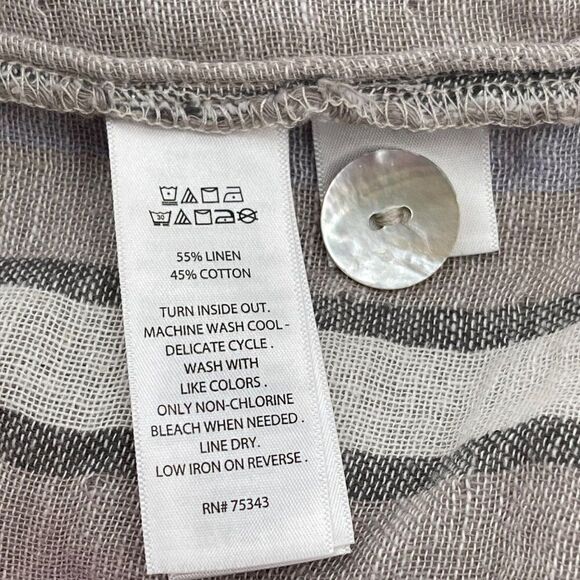 30
55% LINEN
45% COTTON
TURN INSIDE OUT.
MACHINE WASH COOL -
DELICATE CYCLE .
WASH WITH
LIKE COLORS .
ONLY NON-CHLORINE
BLEACH WHEN NEEDED .
LINE DRY.
LOW IRON ON REVERSE .
RN# 75343